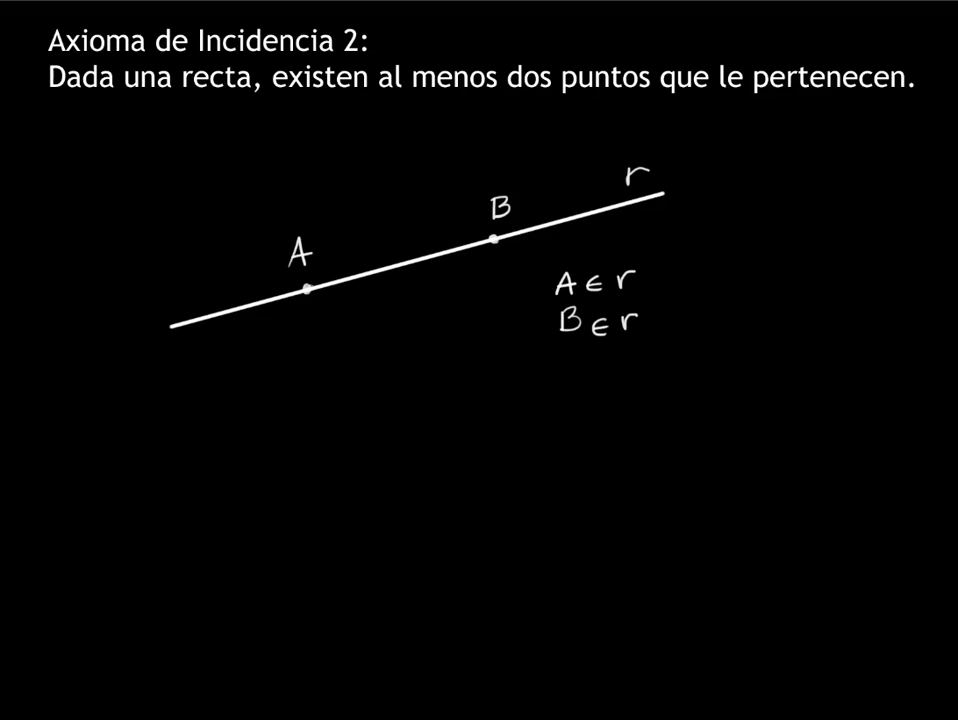 Axioma de Incidencia 2:
Dada una recta, existen al menos dos puntos que le pertenecen.
r
B
A
A ∈ r
B ∈ r